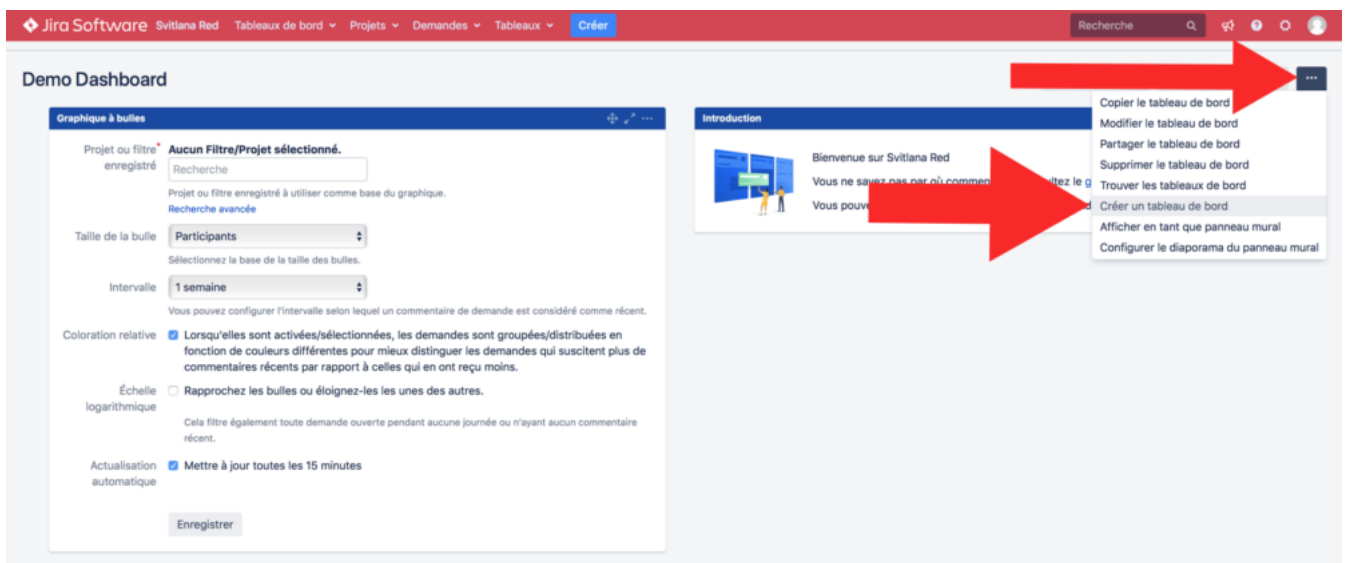 Jira Software Svitlana Red Tableaux de bord Projets Demandes Tableaux Créer Recherche
Demo Dashboard
Graphique à bulles
Projet ou filtre* enregistré
Aucun Filtre/Projet sélectionné.
Recherche
Projet ou filtre enregistré à utiliser comme base du graphique.
Recherche avancée
Taille de la bulle Participants
Sélectionnez la base de la taille des bulles.
Intervalle 1 semaine
Vous pouvez configurer l'intervalle selon lequel un commentaire de demande est considéré comme récent.
Coloration relative Lorsqu'elles sont activées/sélectionnées, les demandes sont groupées/distribuées en
fonction de couleurs différentes pour mieux distinguer les demandes qui suscitent plus de
commentaires récents par rapport à celles qui en ont reçu moins.
Échelle logarithmique
Rapprochez les bulles ou éloignez-les les unes des autres.
Cela filtre également toute demande ouverte pendant aucune journée ou n'ayant aucun commentaire
récent.
Actualisation automatique
Mettre à jour toutes les 15 minutes
Enregistrer
Introduction
Bienvenue sur Svitlana Red
Vous ne savez pas par où
Vous
Copier le tableau de bord
Modifier le tableau de bord
Partager le tableau de bord
Supprimer le tableau de bord
Trouver les tableaux de bord
Créer un tableau de bord
Afficher en tant que panneau mural
Configurer le diaporama du panneau mural